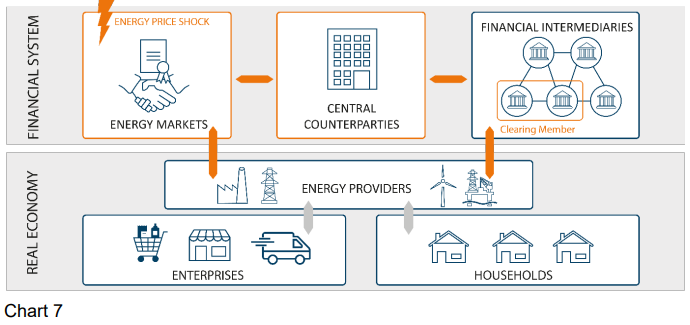 FINANCIAL SYSTEM
ENERGY PRICE SHOCK
ENERGY MARKETS
CENTRAL
COUNTERPARTIES
FINANCIAL INTERMEDIARIES
Clearing Member
REAL ECONOMY
ENERGY PROVIDERS
ENTERPRISES
HOUSEHOLDS
Chart 7